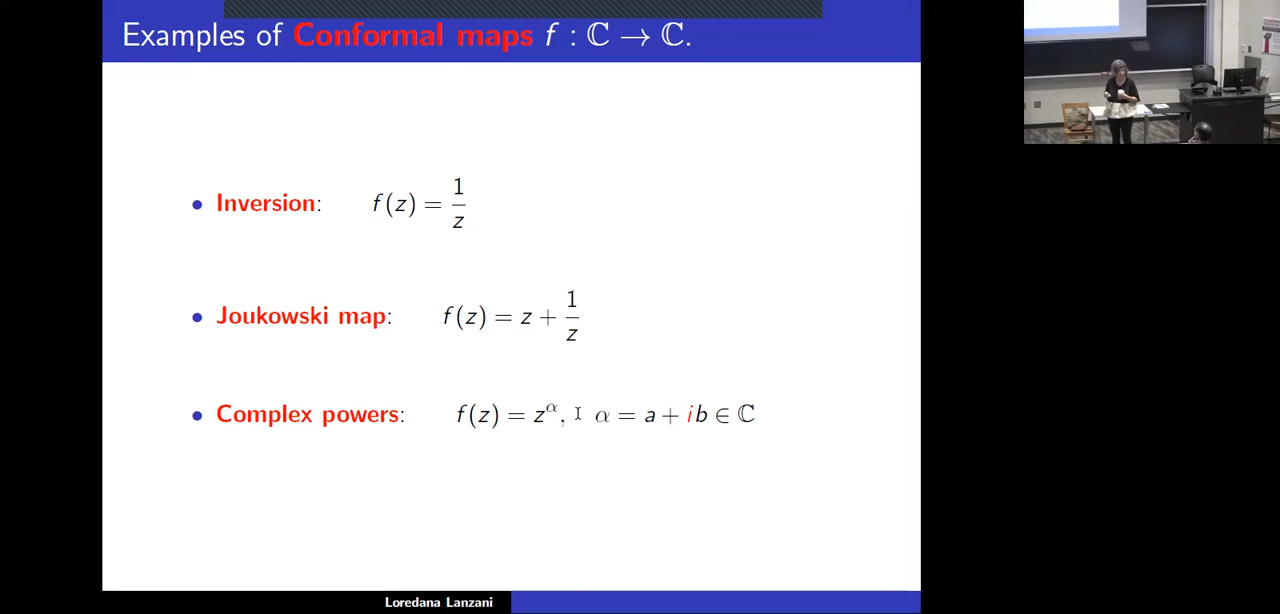 Examples of Conformal maps f : ℂ → ℂ.
• Inversion: f(z) = 1/z
• Joukowski map: f(z) = z + 1/z
• Complex powers: f(z) = z^α, α = a + ib ∈ ℂ
Loredana Lanzani